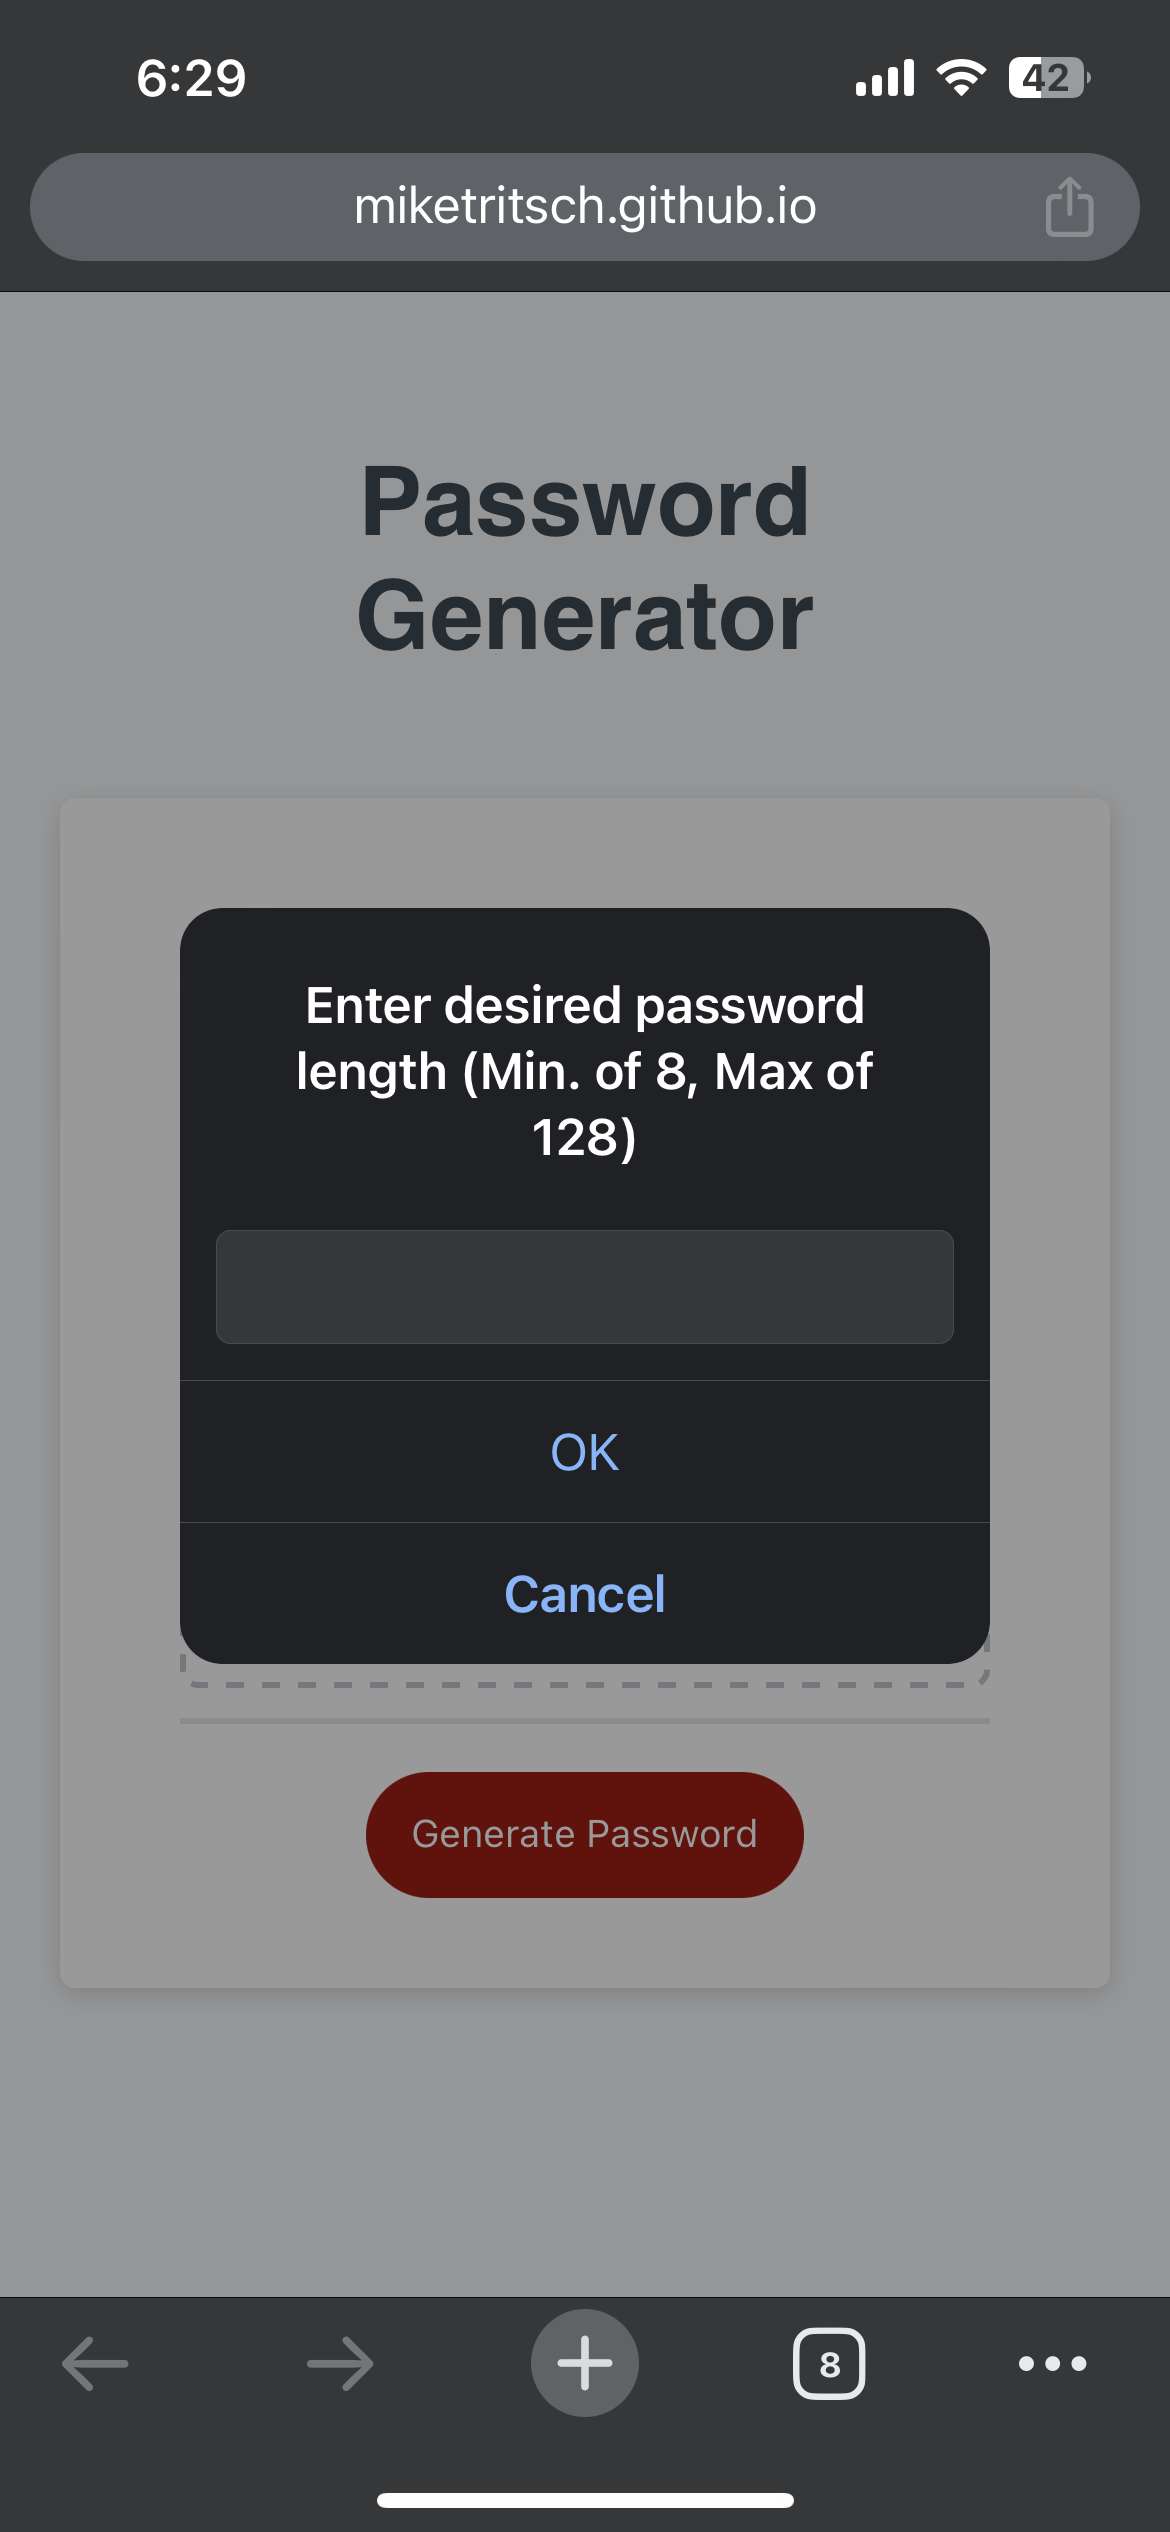 6:29
42
miketritsch.github.io
Password
Generator
Enter desired password
length (Min. of 8, Max of
128)
OK
Cancel
Generate Password
8